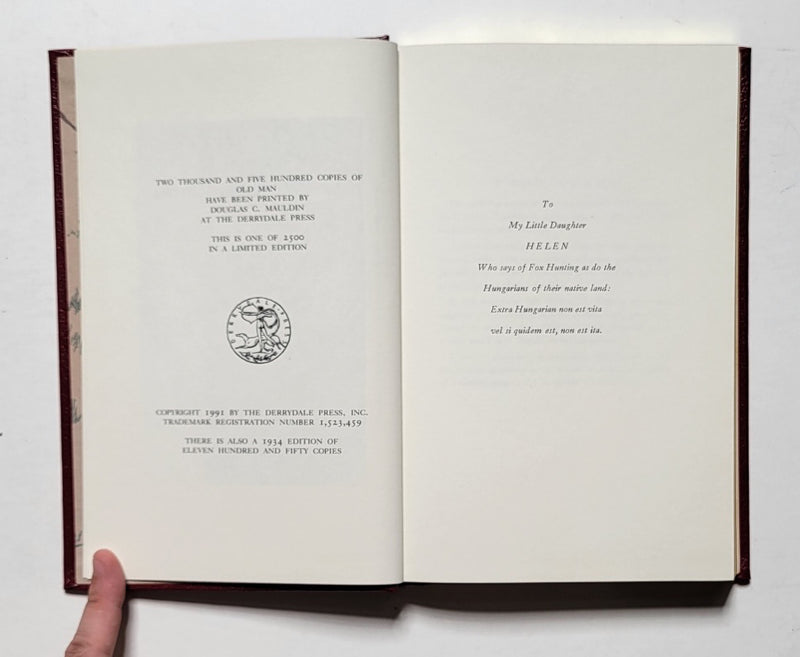 TWO THOUSAND AND FIVE HUNDRED COPIES OF
OLD MAN
HAVE BEEN PRINTED BY
DOUGLAS C. MAULDIN
AT THE DERRYDALE PRESS
THIS IS ONE OF 2500
IN A LIMITED EDITION
DERRYDALE PRESS
COPYRIGHT 1991 BY THE DERRYDALE PRESS, INC.
TRADEMARK REGISTRATION NUMBER 1,523,459
THERE IS ALSO A 1934 EDITION OF
ELEVEN HUNDRED AND FIFTY COPIES
To
My Little Daughter
HELEN
Who says of Fox Hunting as do the
Hungarians of their native land:
Extra Hungarian non est vita
vel si quidem est, non est ita.